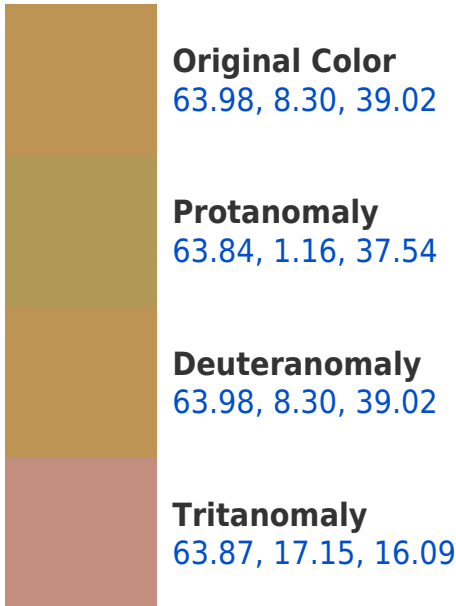 Original Color
63.98, 8.30, 39.02
Protanomaly
63.84, 1.16, 37.54
Deuteranomaly
63.98, 8.30, 39.02
Tritanomaly
63.87, 17.15, 16.09